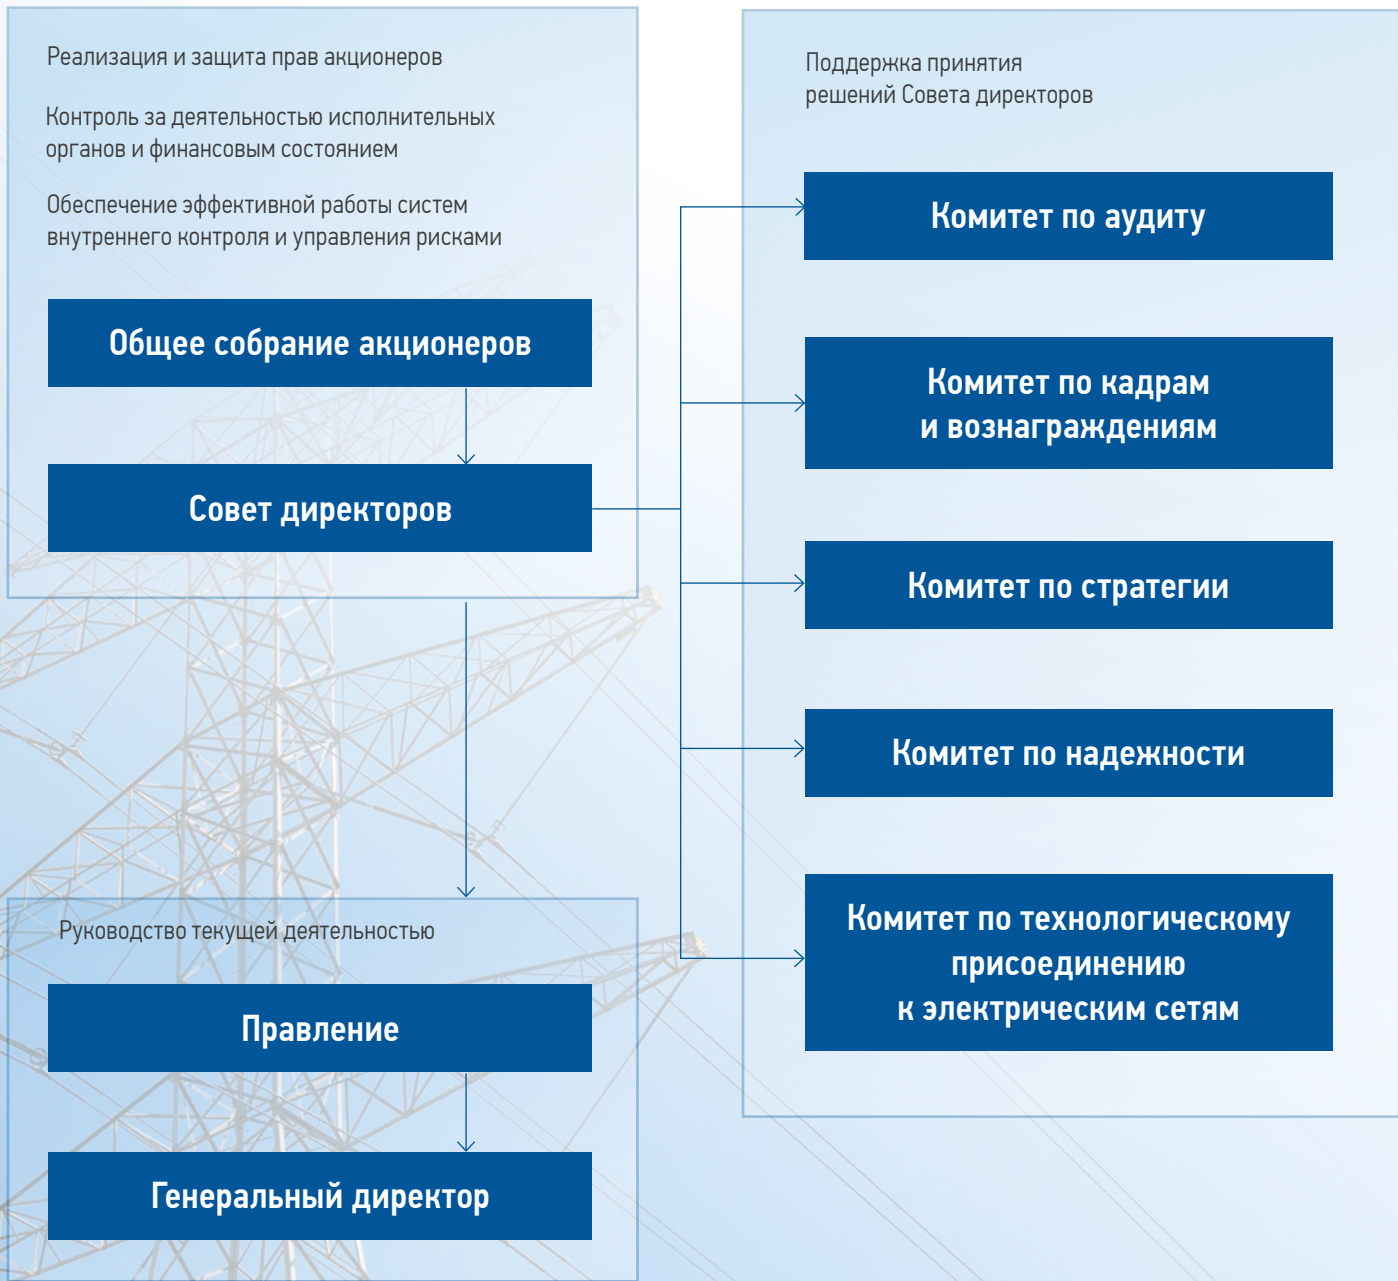 Реализация и защита прав акционеров
Контроль за деятельностью исполнительных
органов и финансовым состоянием
Обеспечение эффективной работы систем
внутреннего контроля и управления рисками
Общее собрание акционеров
Совет директоров
Руководство текущей деятельностью
Правление
Генеральный директор
Поддержка принятия
решений Совета директоров
Комитет по аудиту
Комитет по кадрам
и вознаграждениям
Комитет по стратегии
Комитет по надежности
Комитет по технологическому
присоединению
к электрическим сетям